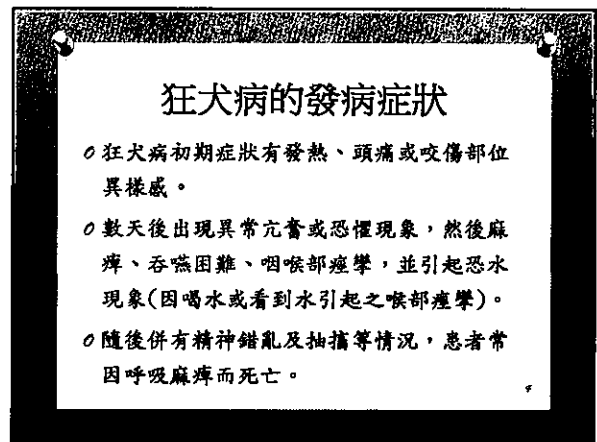 狂犬病的發病症狀
狂犬病初期症狀有發熱、頭痛或咬傷部位
異樣感。
數天後出現異常亢奮或恐懼現象，然後麻
痺、吞嚥困難、咽喉部痙攣，並引起恐水
現象(因喝水或看到水引起之喉部痙攣)。
隨後併有精神錯亂及抽搐等情況，患者常
因呼吸麻痺而死亡。